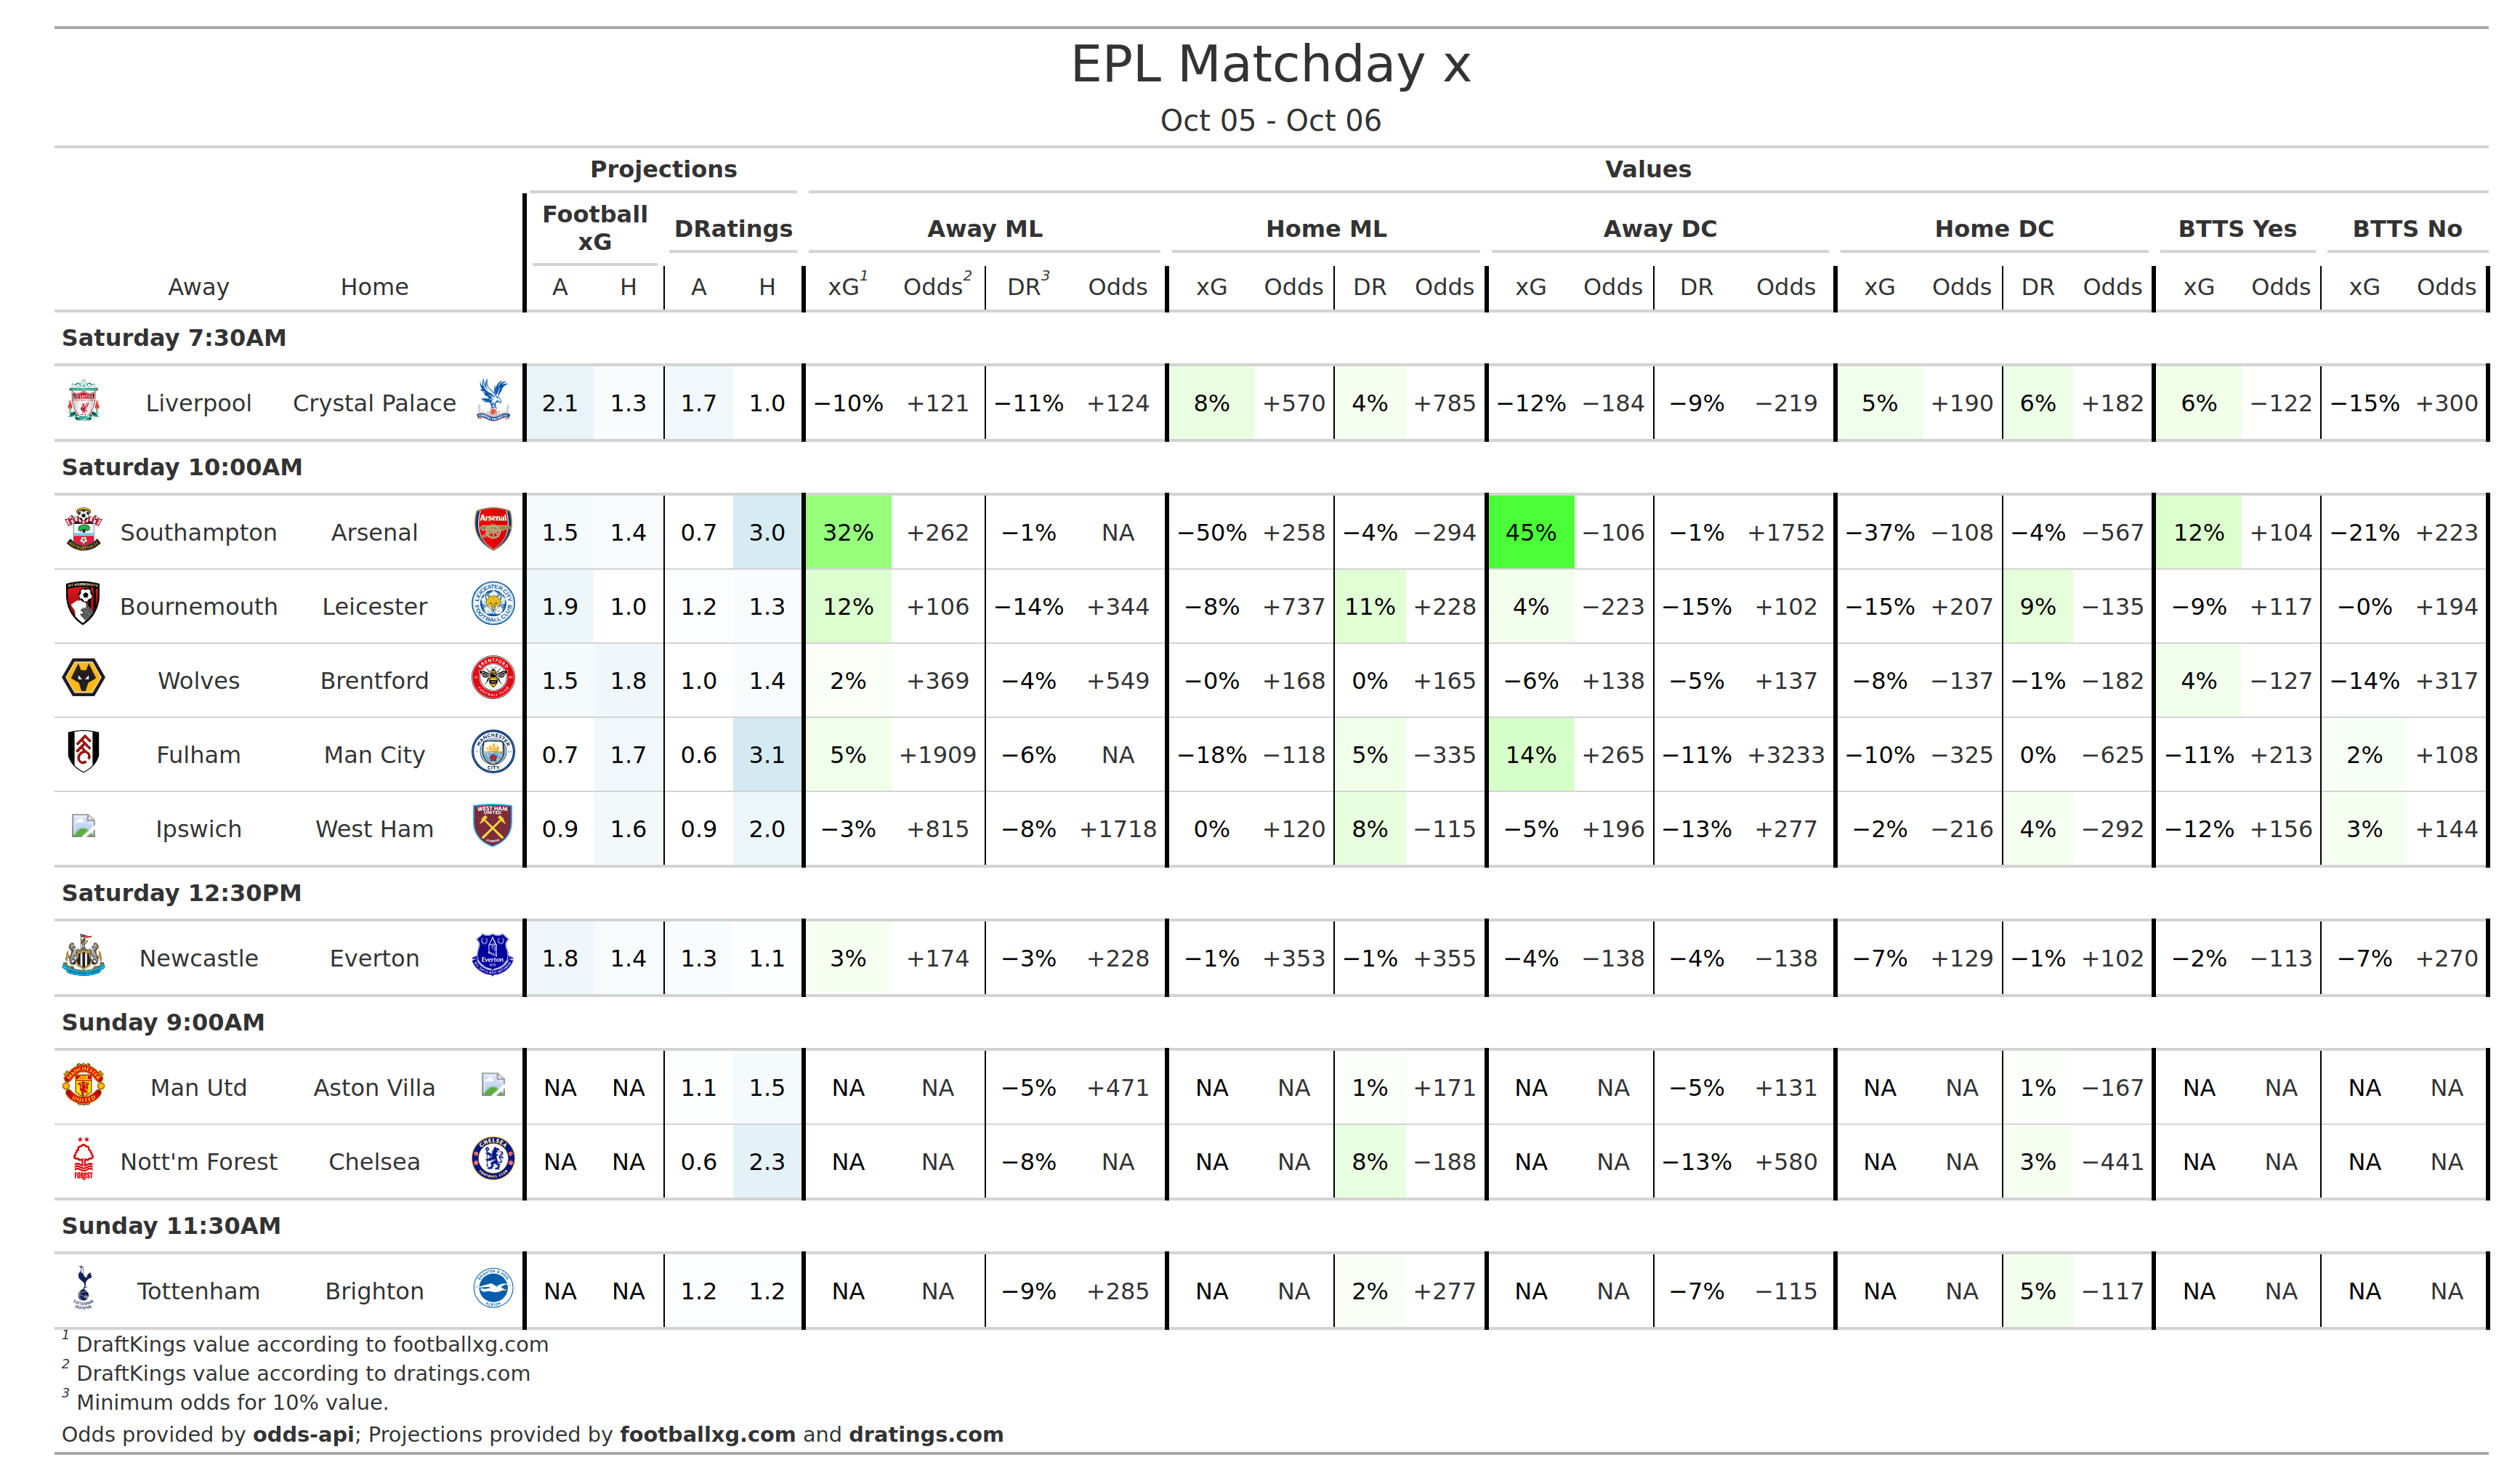 EPL Matchday x
Oct 05 - Oct 06
Projections Values
Football xG DRatings Away ML Home ML Away DC Home DC BTTS Yes BTTS No
Away Home A H A H xG1 Odds2 DR3 Odds xG Odds DR Odds xG Odds DR Odds xG Odds DR Odds xG Odds xG Odds
Saturday 7:30AM
Liverpool Crystal Palace 2.1 1.3 1.7 1.0 −10% +121 −11% +124 8% +570 4% +785 −12% −184 −9% −219 5% +190 6% +182 6% −122 −15% +300
Saturday 10:00AM
Southampton Arsenal 1.5 1.4 0.7 3.0 32% +262 −1% NA −50% +258 −4% −294 45% −106 −1% +1752 −37% −108 −4% −567 12% +104 −21% +223
Bournemouth Leicester 1.9 1.0 1.2 1.3 12% +106 −14% +344 −8% +737 11% +228 4% −223 −15% +102 −15% +207 9% −135 −9% +117 −0% +194
Wolves Brentford 1.5 1.8 1.0 1.4 2% +369 −4% +549 −0% +168 0% +165 −6% +138 −5% +137 −8% −137 −1% −182 4% −127 −14% +317
Fulham Man City 0.7 1.7 0.6 3.1 5% +1909 −6% NA −18% −118 5% −335 14% +265 −11% +3233 −10% −325 0% −625 −11% +213 2% +108
Ipswich West Ham 0.9 1.6 0.9 2.0 −3% +815 −8% +1718 0% +120 8% −115 −5% +196 −13% +277 −2% −216 4% −292 −12% +156 3% +144
Saturday 12:30PM
Newcastle Everton 1.8 1.4 1.3 1.1 3% +174 −3% +228 −1% +353 −1% +355 −4% −138 −4% −138 −7% +129 −1% +102 −2% −113 −7% +270
Sunday 9:00AM
Man Utd Aston Villa NA NA 1.1 1.5 NA NA −5% +471 NA NA 1% +171 NA NA −5% +131 NA NA 1% −167 NA NA NA NA
Nott'm Forest Chelsea NA NA 0.6 2.3 NA NA −8% NA NA NA 8% −188 NA NA −13% +580 NA NA 3% −441 NA NA NA NA
Sunday 11:30AM
Tottenham Brighton NA NA 1.2 1.2 NA NA −9% +285 NA NA 2% +277 NA NA −7% −115 NA NA 5% −117 NA NA NA NA
1 DraftKings value according to footballxg.com
2 DraftKings value according to dratings.com
3 Minimum odds for 10% value.
Odds provided by odds-api; Projections provided by footballxg.com and dratings.com